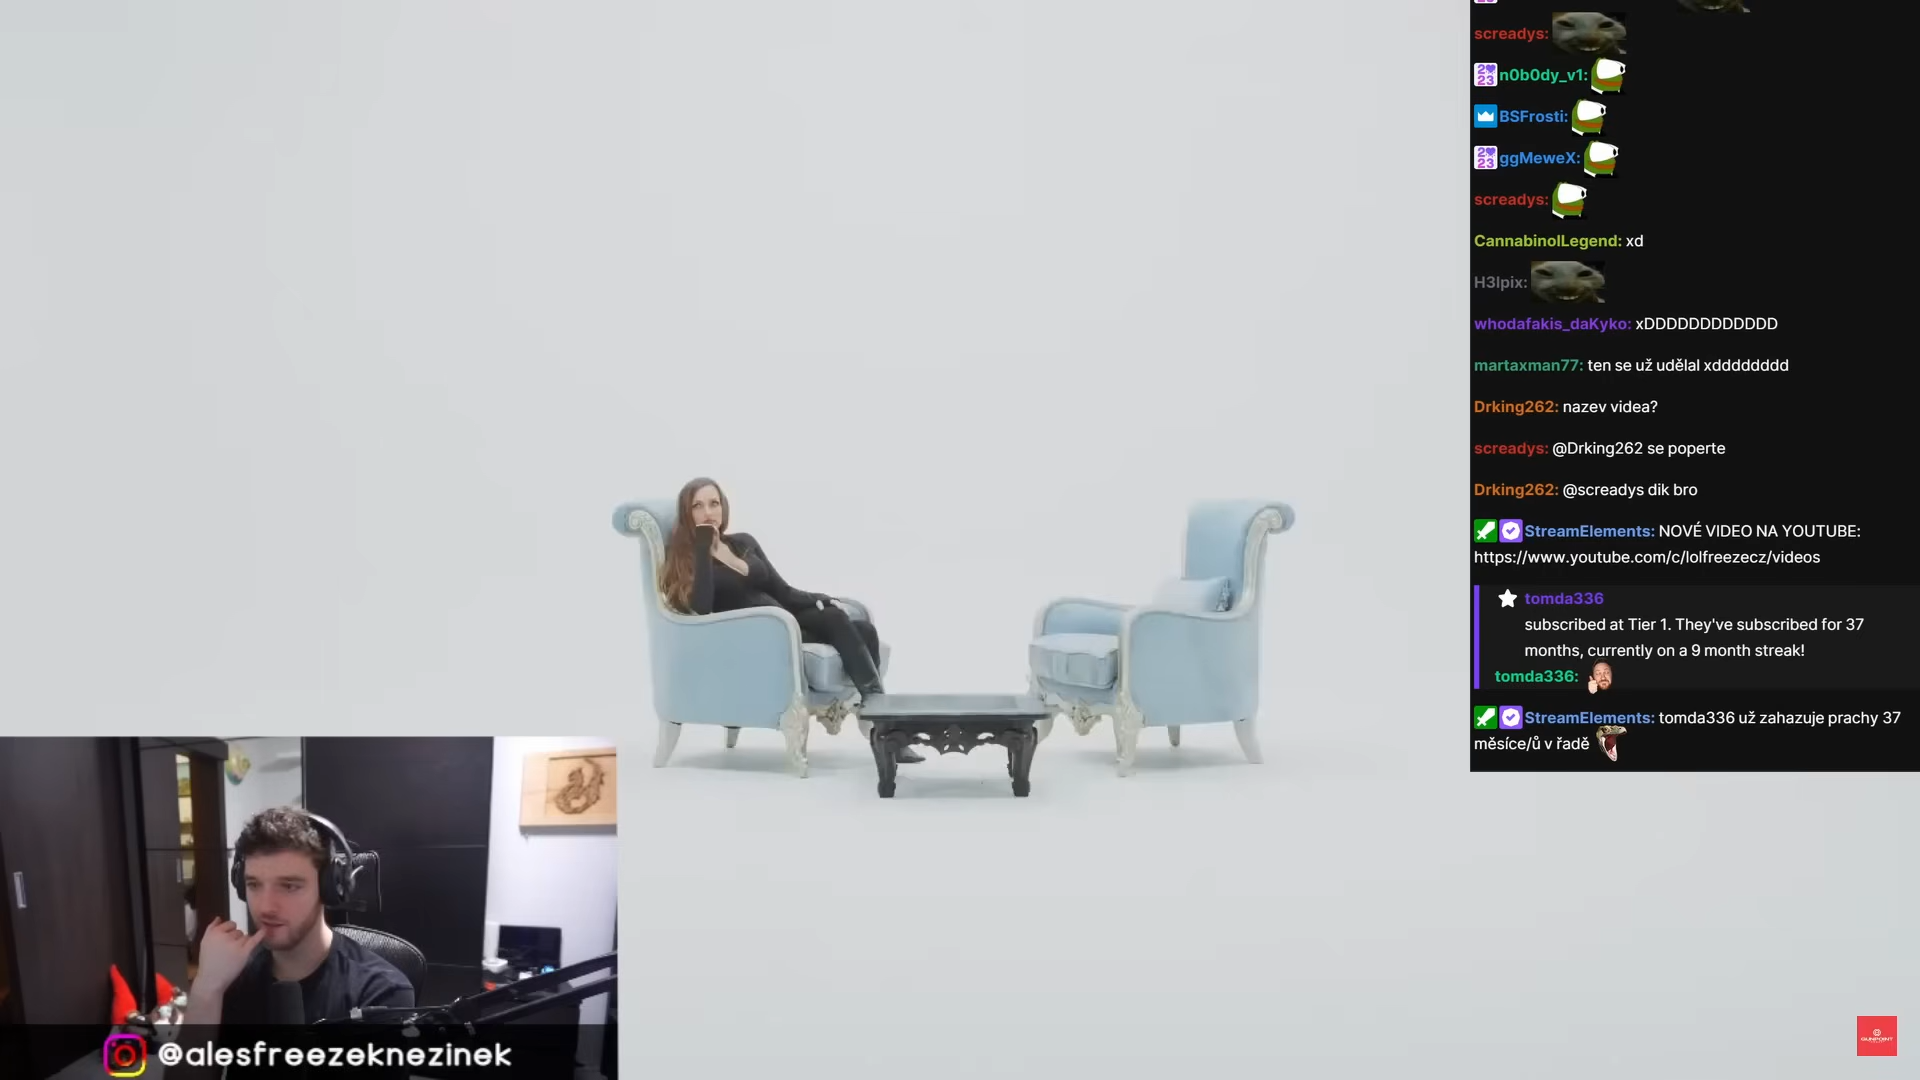 screadys:
n0b0dy_v1:
BSFrosti:
ggMeweX:
screadys:
CannabinolLegend: xd
H3lpix:
whodafakis_daKyko: xDDDDDDDDDDDD
martaxman77: ten se už udělal xdddddddd
Drking262: nazev videa?
screadys: @Drking262 se poperte
Drking262: @screadys dik bro
StreamElements: NOVÉ VIDEO NA YOUTUBE:
https://www.youtube.com/c/lolfreezecz/videos
tomda336
subscribed at Tier 1. They've subscribed for 37
months, currently on a 9 month streak!
tomda336:
StreamElements: tomda336 už zahazuje prachy 37
měsíce/ů v řadě
@alesfreezeknezinek
GUNPOINT